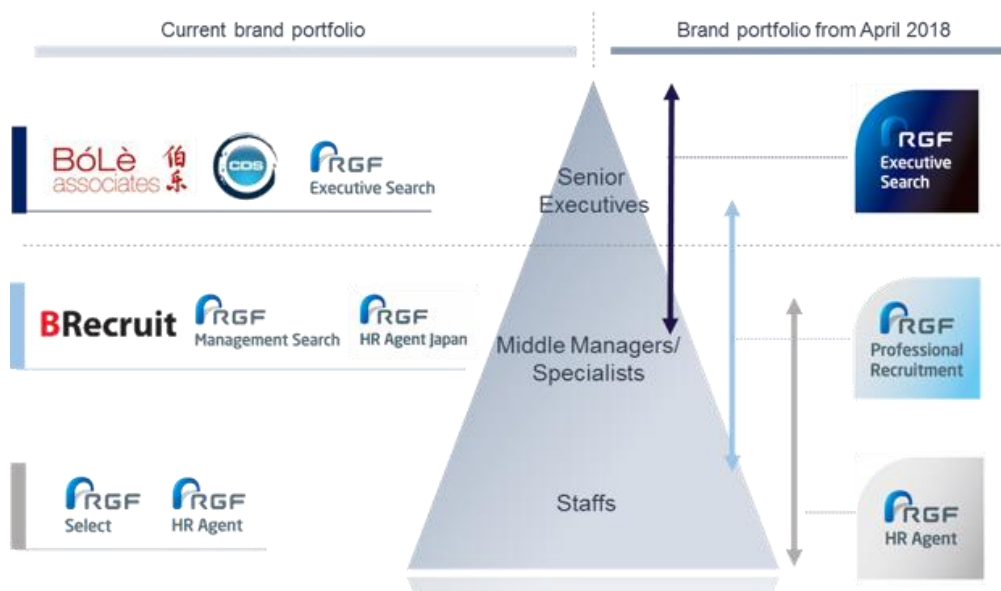 Current brand portfolio
Brand portfolio from April 2018
BóLè
associates
伯乐
CDS
RGF
Executive Search
Senior
Executives
RGF
Executive
Search
BRecruit
RGF
Management Search
RGF
HR Agent Japan
Middle Managers/
Specialists
RGF
Professional
Recruitment
RGF
Select
RGF
HR Agent
Staffs
RGF
HR Agent